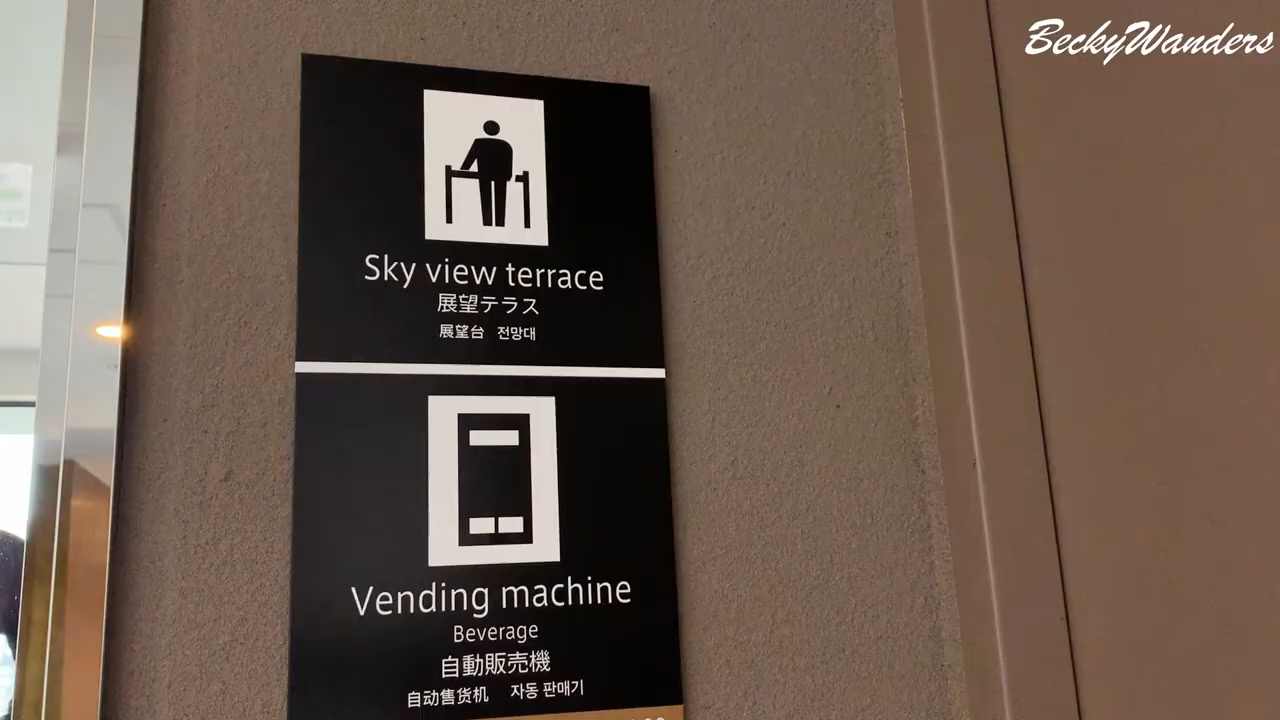 BeckyWanders
Sky view terrace
展望テラス
展望台 전망대
Vending machine
Beverage
自動販売機
自动售货机 자동 판매기